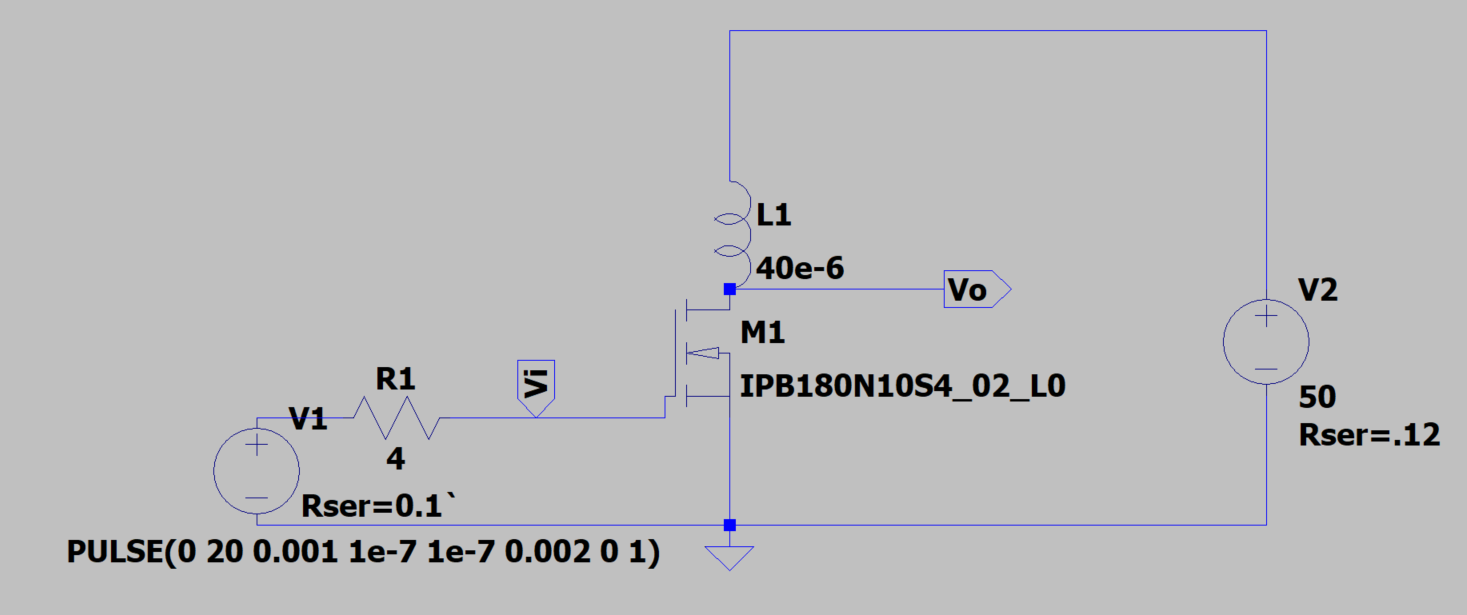 L1
40e-6
Vo
V2
M1
Vi
R1
IPB180N10S4_02_L0
50
V1
Rser=.12
4
Rser=0.1`
PULSE(0 20 0.001 1e-7 1e-7 0.002 0 1)